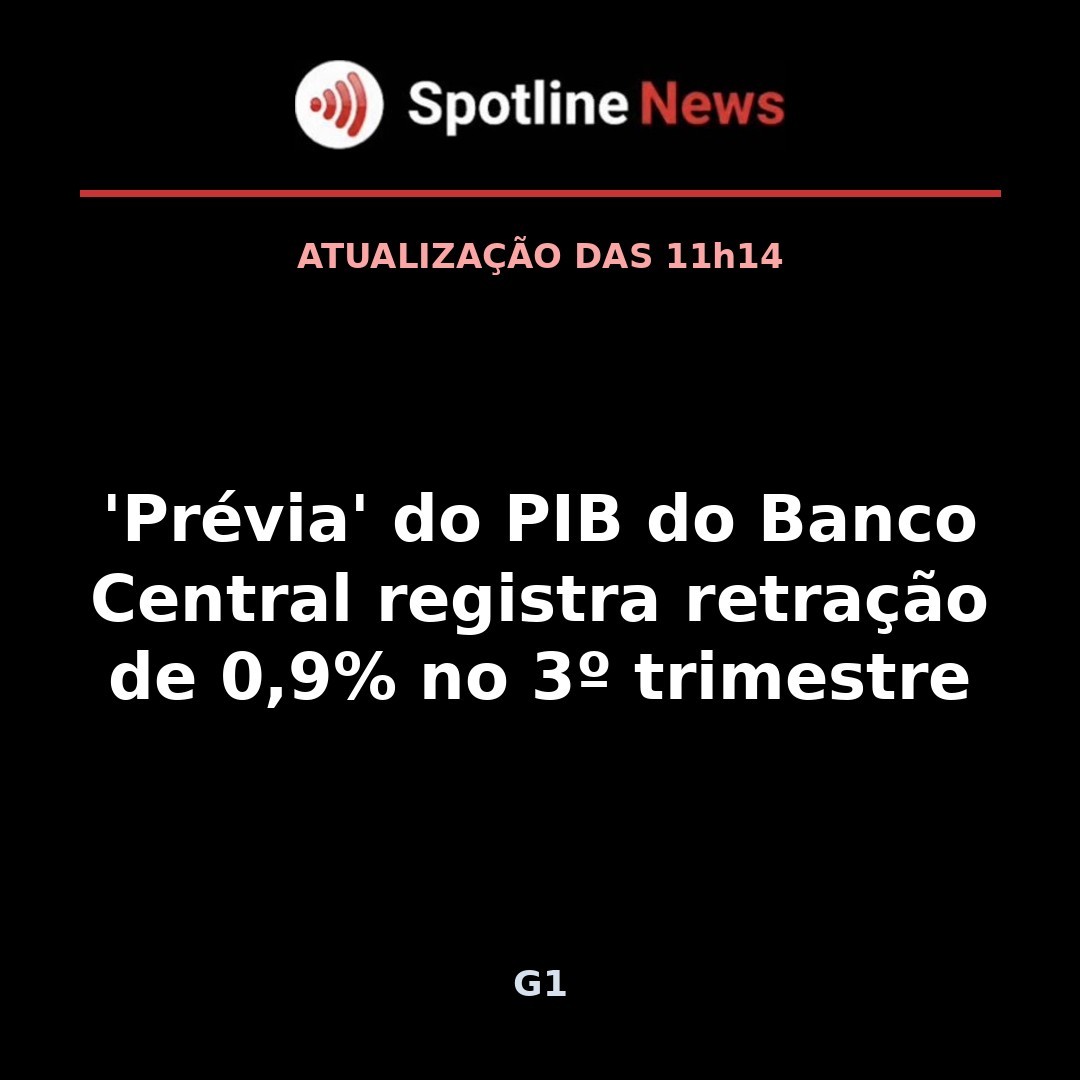 Spotline News
ATUALIZAÇÃO DAS 11h14
'Prévia' do PIB do Banco
Central registra retração
de 0,9% no 3º trimestre
G1